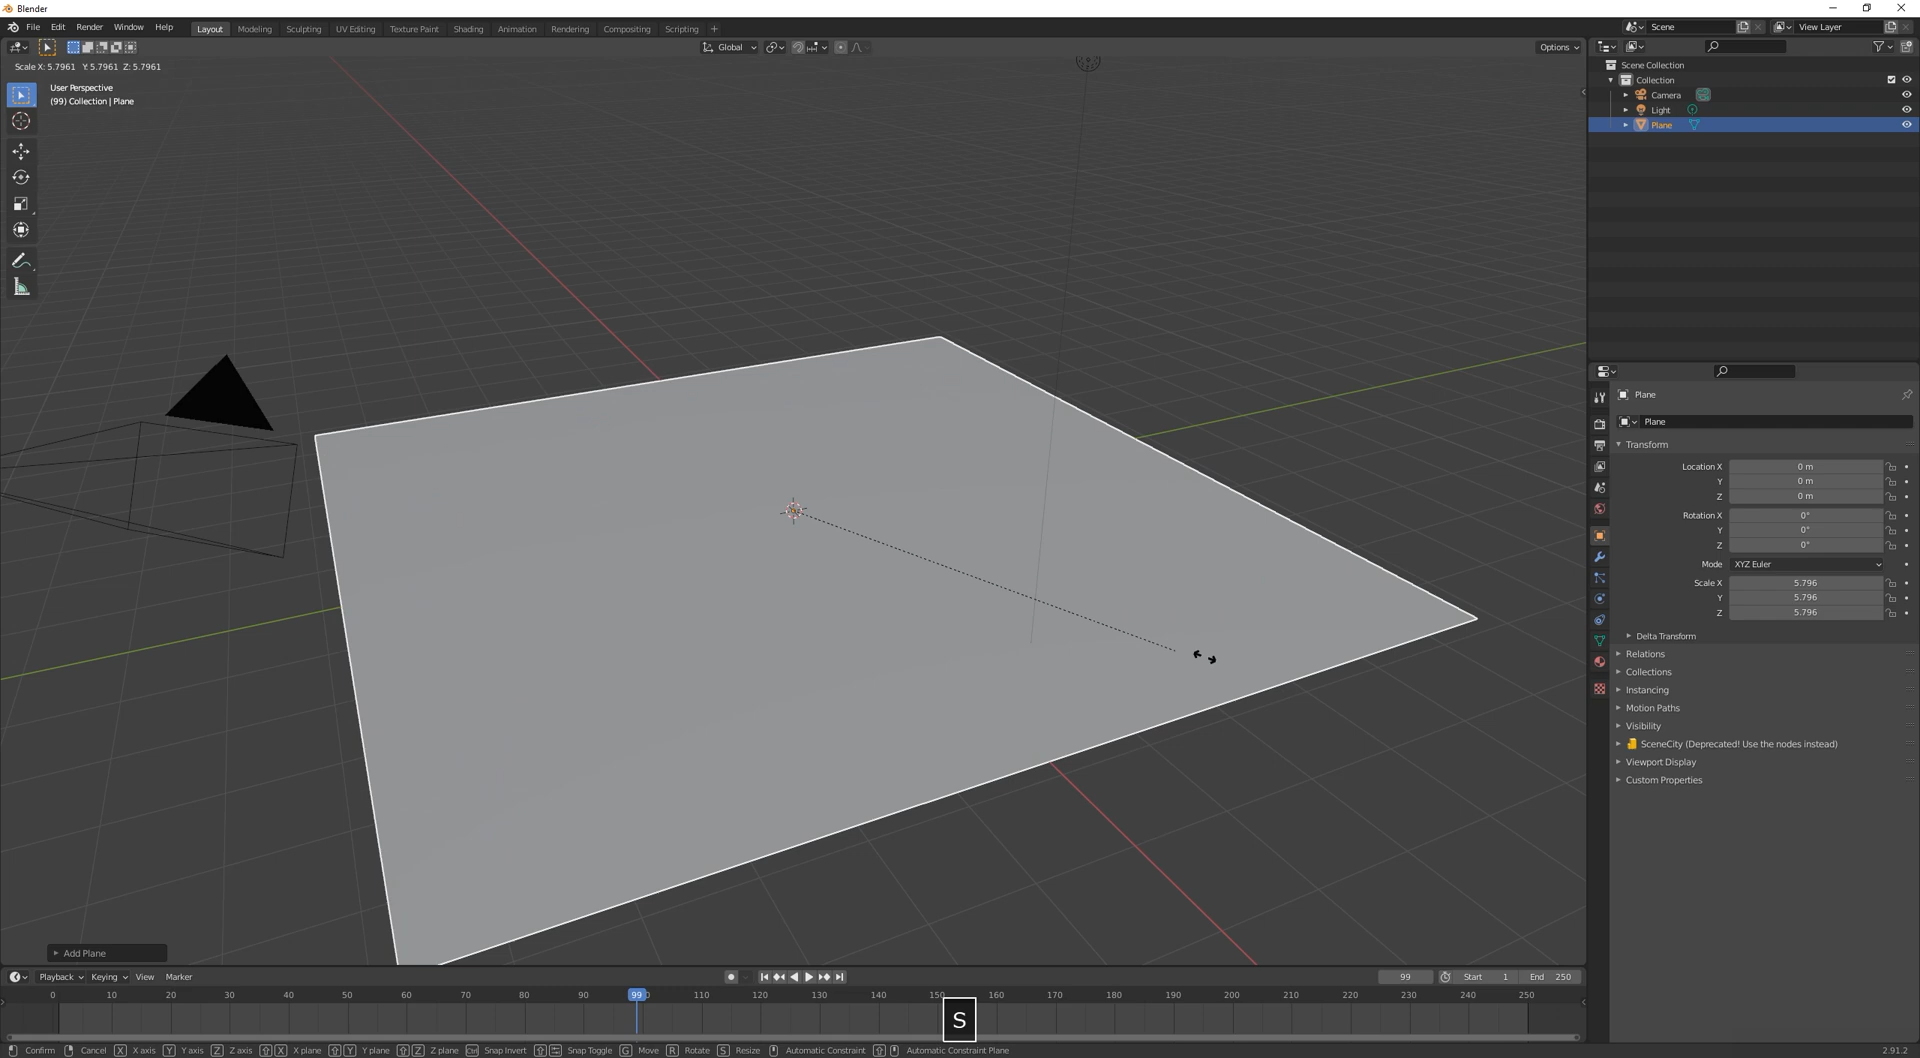 Blender
File Edit Render Window Help Layout Modeling Sculpting UV Editing Texture Paint Shading Animation Rendering Compositing Scripting + Scene View Layer
Global Options
Scale X: 5.7961 Y: 5.7961 Z: 5.7961
User Perspective
(99) Collection | Plane
Scene Collection
Collection
Camera
Light
Plane
Plane
Plane
Transform
Location X 0 m
Y 0 m
Z 0 m
Rotation X 0°
Y 0°
Z 0°
Mode XYZ Euler
Scale X 5.796
Y 5.796
Z 5.796
Delta Transform
Relations
Collections
Instancing
Motion Paths
Visibility
SceneCity (Deprecated! Use the nodes instead)
Viewport Display
Custom Properties
Add Plane
Playback Keying View Marker 99 Start 1 End 250
0 10 20 30 40 50 60 70 80 90 99 110 120 130 140 150 160 170 180 190 200 210 220 230 240 250
S
Confirm Cancel X X axis Y Y axis Z Z axis X X plane Y Y plane Z Z plane Ctrl Snap Invert Snap Toggle G Move R Rotate S Resize Automatic Constraint Automatic Constraint Plane 2.91.2